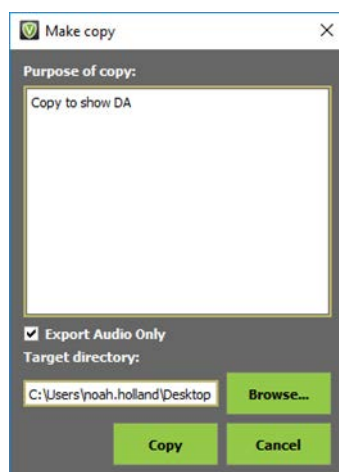 Make copy
Purpose of copy:
Copy to show DA
Export Audio Only
Target directory:
C:\Users\noah.holland\Desktop
Browse...
Copy
Cancel